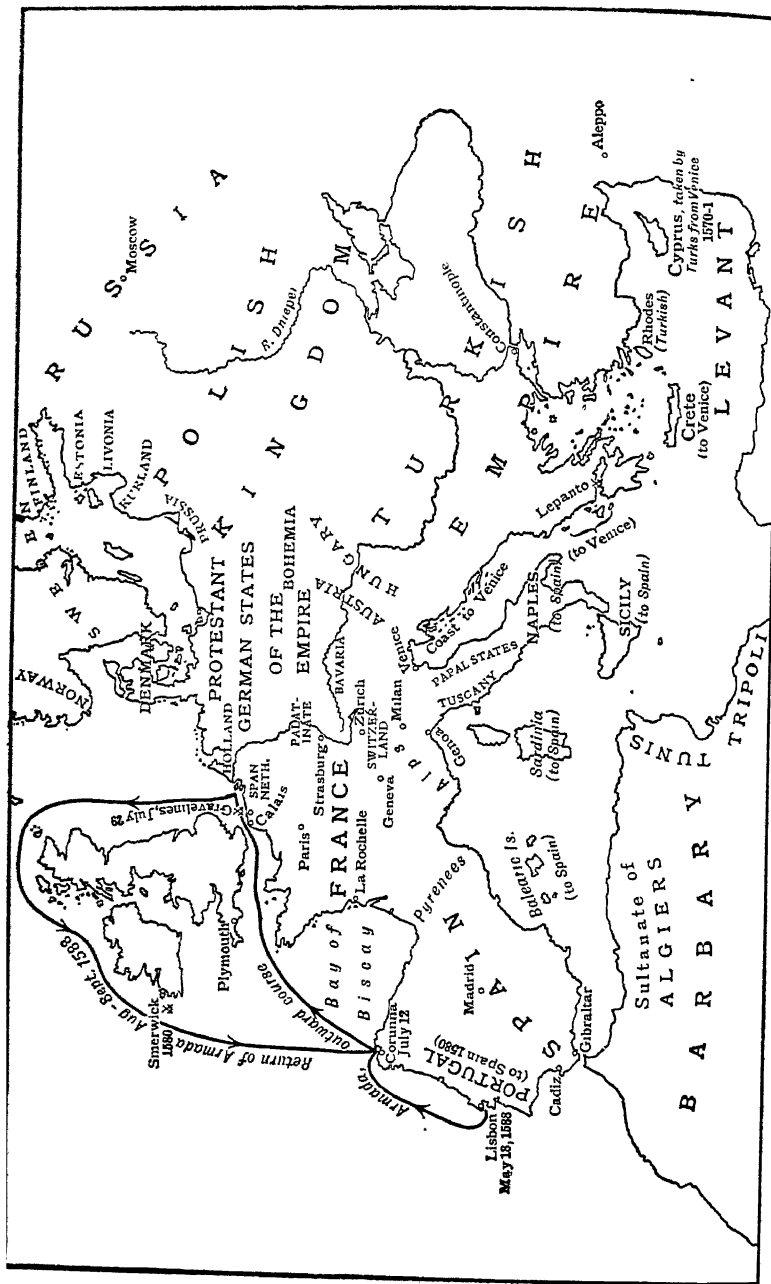 NORWAY
SWEDEN
FINLAND
ESTONIA
LIVONIA
KURLAND
PRUSSIA
RUSSIA
Moscow
POLISH
KINGDOM
R. Dnieper
DENMARK
HOLLAND
PROTESTANT
GERMAN STATES
OF THE
EMPIRE
BOHEMIA
SPAN
NETH.
Gravelines, July 29
Calais
PADAT-
INATE
Paris
Strasburg
BAVARIA
AUSTRIA
HUNGARY
Zürich
SWITZER-
LAND
Geneva
Alps
Milan
Venice
Genoa
FRANCE
La Rochelle
Plymouth
Smerwick
1580
Return of Armada Aug-Sept. 1588
Armada,
outward course
Bay of
Biscay
Corunna
July 12
Pyrenees
SPAIN
Madrid
PORTUGAL
(to Spain 1580)
Lisbon
May 18, 1588
Cadiz
Gibraltar
Balearic Is.
(to Spain)
Sardinia
(to Spain)
TUSCANY
PAPAL STATES
Coast to Venice
NAPLES
(to Spain)
SICILY
(to Spain)
(to Venice)
Lepanto
TURKISH
EMPIRE
Constantinople
Aleppo
Rhodes
(Turkish)
Crete
(to Venice)
Cyprus, taken by
Turks from Venice
1570-1
LEVANT
Sultanate of
ALGIERS
BARBARY
TUNIS
TRIPOLI